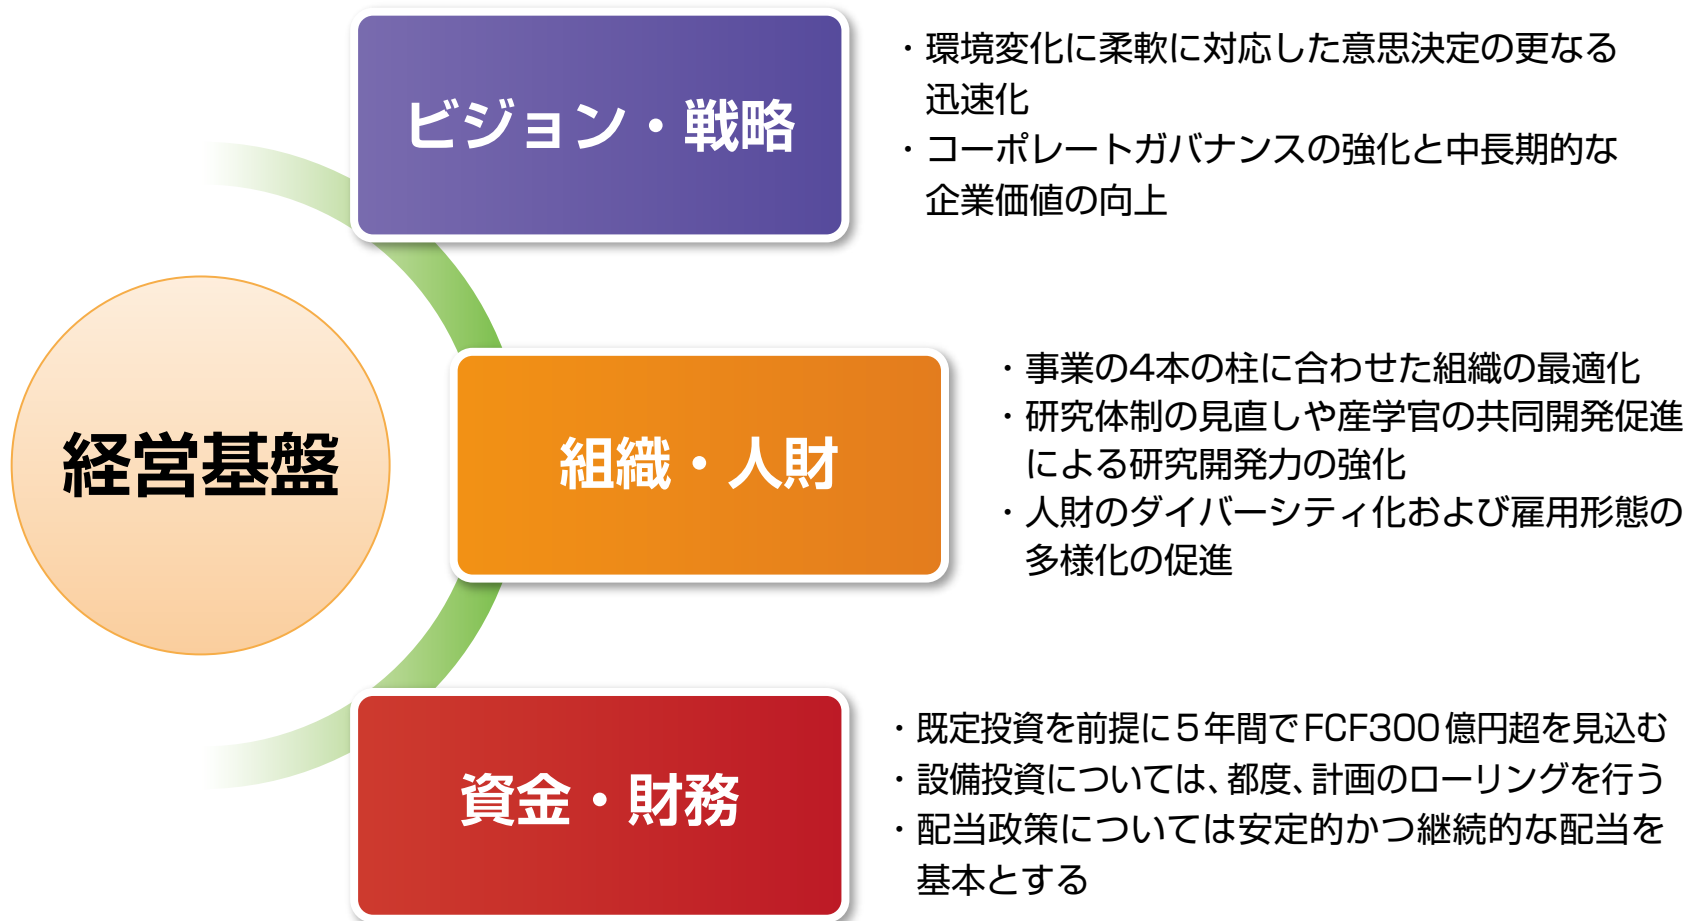 ビジョン・戦略
・環境変化に柔軟に対応した意思決定の更なる
迅速化
・コーポレートガバナンスの強化と中長期的な
企業価値の向上
経営基盤
組織・人財
・事業の4本の柱に合わせた組織の最適化
・研究体制の見直しや産学官の共同開発促進
による研究開発力の強化
・人財のダイバーシティ化および雇用形態の
多様化の促進
資金・財務
・既定投資を前提に5年間でFCF300億円超を見込む
・設備投資については、都度、計画のローリングを行う
・配当政策については安定的かつ継続的な配当を
基本とする